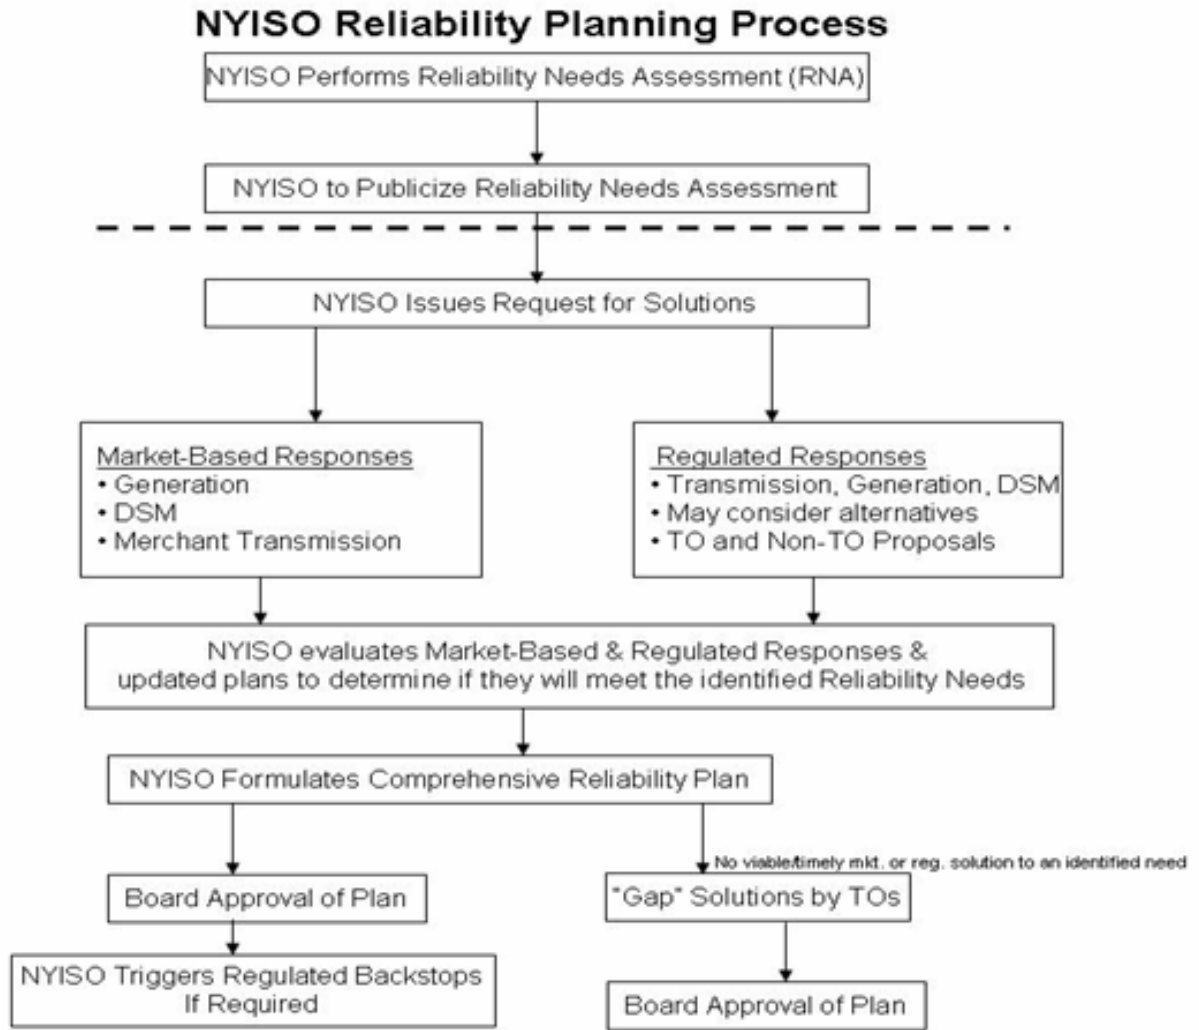 NYISO Reliability Planning Process
NYISO Performs Reliability Needs Assessment (RNA)
NYISO to Publicize Reliability Needs Assessment
NYISO Issues Request for Solutions
Market-Based Responses
• Generation
• DSM
• Merchant Transmission
Regulated Responses
• Transmission, Generation, DSM
• May consider alternatives
• TO and Non-TO Proposals
NYISO evaluates Market-Based & Regulated Responses &
updated plans to determine if they will meet the identified Reliability Needs
NYISO Formulates Comprehensive Reliability Plan
No viable/timely mkt. or reg. solution to an identified need
Board Approval of Plan
"Gap" Solutions by TOs
NYISO Triggers Regulated Backstops
If Required
Board Approval of Plan